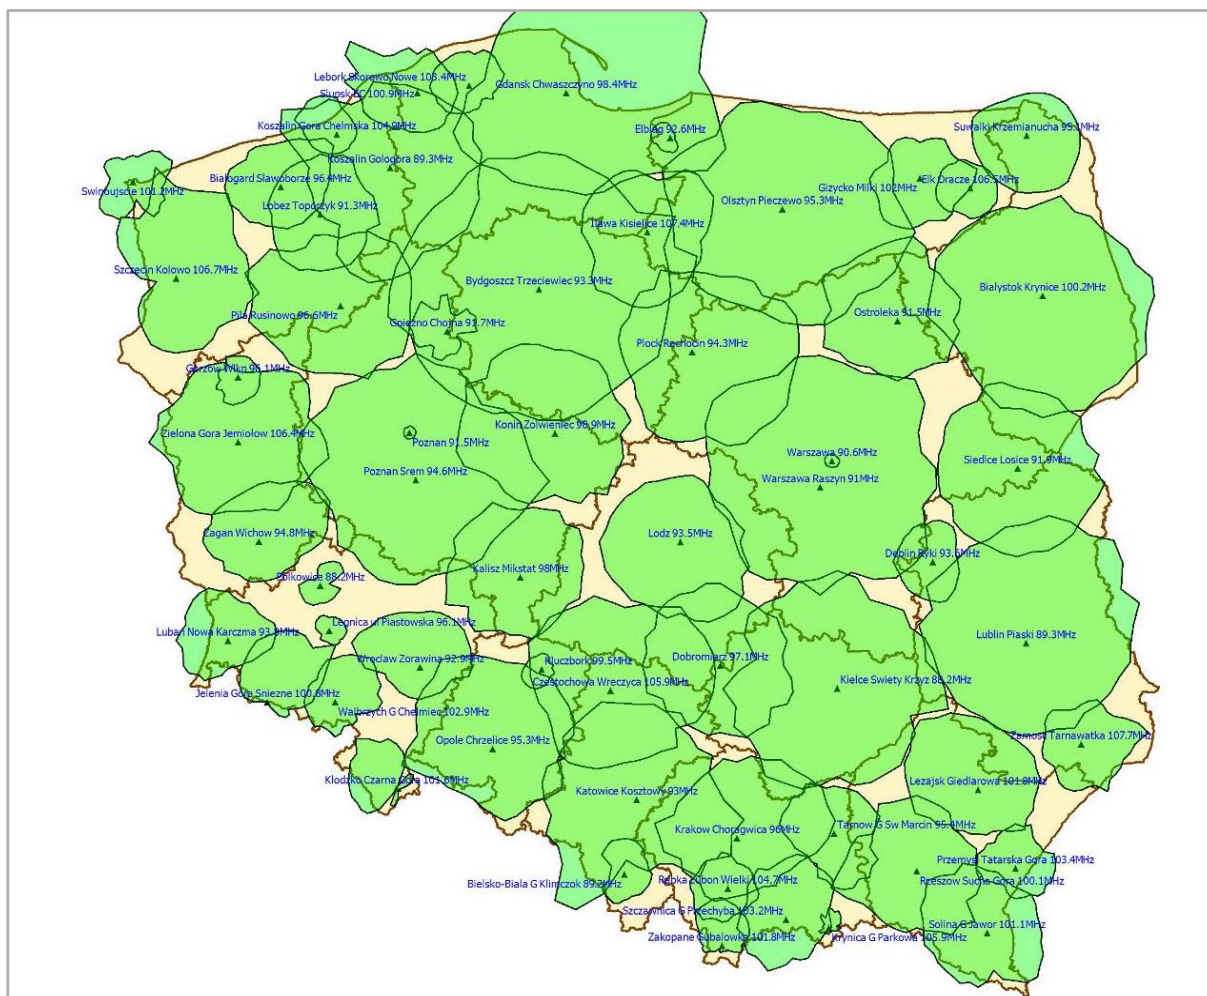 Lebork Skorowo Nowe 103.4MHz
Gdansk Chwaszczyno 98.4MHz
Slupsk EC 100.9MHz
Koszalin Gora Chelmska 104.9MHz
Elblag 92.6MHz
Suwalki Krzemianucha 95.1MHz
Koszalin Gologora 89.3MHz
Swinoujscie 101.2MHz
Bialogard Slawoborze 96.4MHz
Gizycko Milki 102MHz
Elk Oracze 106.5MHz
Lobez Toporzyk 91.3MHz
Olsztyn Pieczewo 95.3MHz
Ilawa Kisielice 107.4MHz
Szczecin Kolowo 106.7MHz
Bydgoszcz Trzeciewiec 93.3MHz
Bialystok Krynice 100.2MHz
Pila Rusinowo 96.6MHz
Gniezno Chojna 91.7MHz
Ostroleka 91.5MHz
Plock Rachocin 94.3MHz
Gorzow Wlkp 96.1MHz
Zielona Gora Jemiołow 106.4MHz
Poznan 91.5MHz
Konin Zolwieniec 98.9MHz
Poznan Srem 94.6MHz
Warszawa 90.6MHz
Siedlce Losice 91.9MHz
Warszawa Raszyn 91MHz
Zagan Wichow 94.8MHz
Lodz 93.5MHz
Deblin Ryki 93.6MHz
Polkowice 88.2MHz
Kalisz Mikstat 98MHz
Legnica ul Piastowska 96.1MHz
Luban Nowa Karczma
Lublin Piaski 89.3MHz
Wroclaw Zorawina 92.9MHz
Kluczbork 99.5MHz
Dobromierz 97.1MHz
Czestochowa Wreczyca 105.9MHz
Kielce Swiety Krzyz 88.2MHz
Jelenia Gora Sniezne 100.8MHz
Walbrzych G Chelmiec 102.9MHz
Opole Chrzelice 95.3MHz
Zamosc Tarnawatka 107.7MHz
Klodzko Czarna Gora 101.6MHz
Lezajsk Giedlarowa 101.8MHz
Katowice Kosztowy 93MHz
Krakow Choragwica 96MHz
Tarnow G Sw Marcin 95.4MHz
Przemysl Tatarska Gora 103.4MHz
Bielsko-Biala G Klimczok 89.2MHz
Rabka Lubon Wielki 104.7MHz
Rzeszow Sucha Gora 100.1MHz
Szczawnica G Przechyba 103.2MHz
Solina G Jawor 101.1MHz
Zakopane Gubalowka 101.8MHz
Krynica G Parkowa 105.9MHz